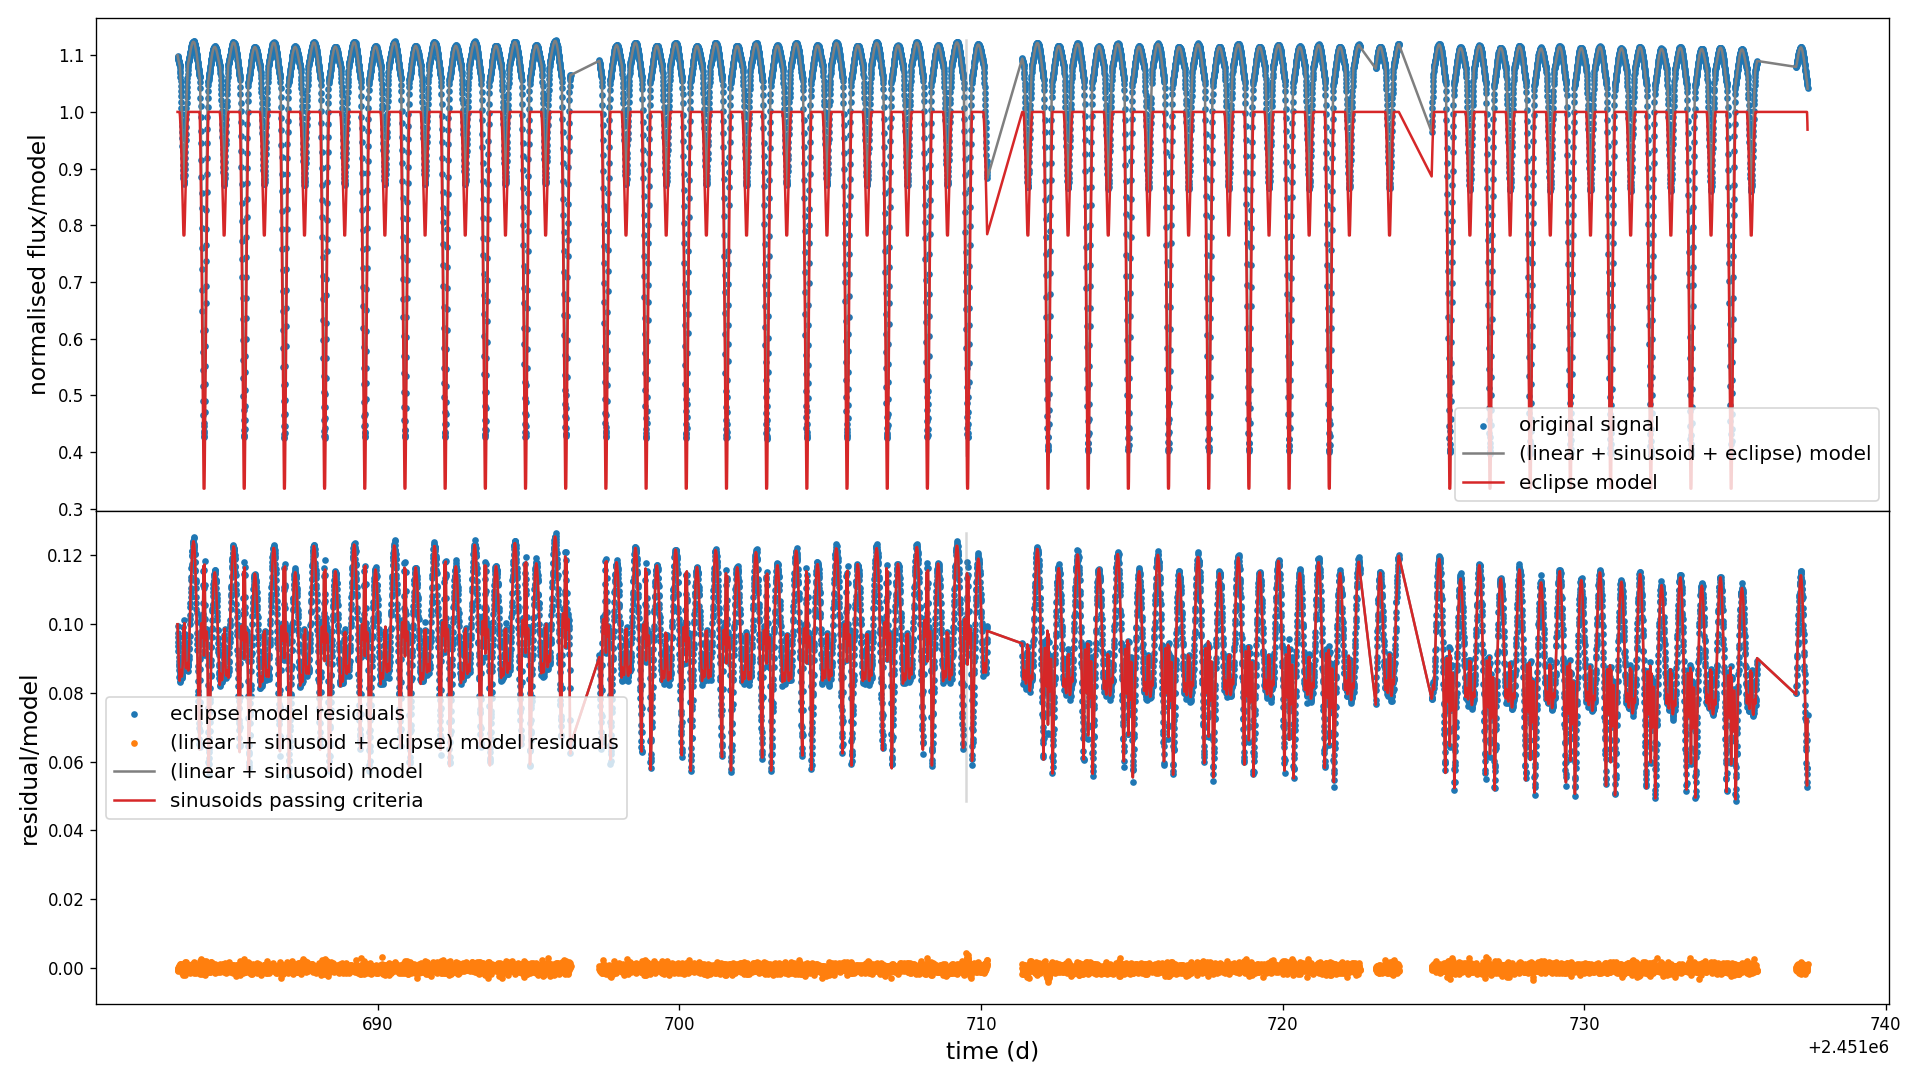 normalised flux/model
1.1
1.0
0.9
0.8
0.7
0.6
0.5
0.4
0.3
original signal
(linear + sinusoid + eclipse) model
eclipse model
residual/model
0.12
0.10
0.08
0.06
0.04
0.02
0.00
eclipse model residuals
(linear + sinusoid + eclipse) model residuals
(linear + sinusoid) model
sinusoids passing criteria
690
700
710
720
730
740
time (d)
+2.451e6